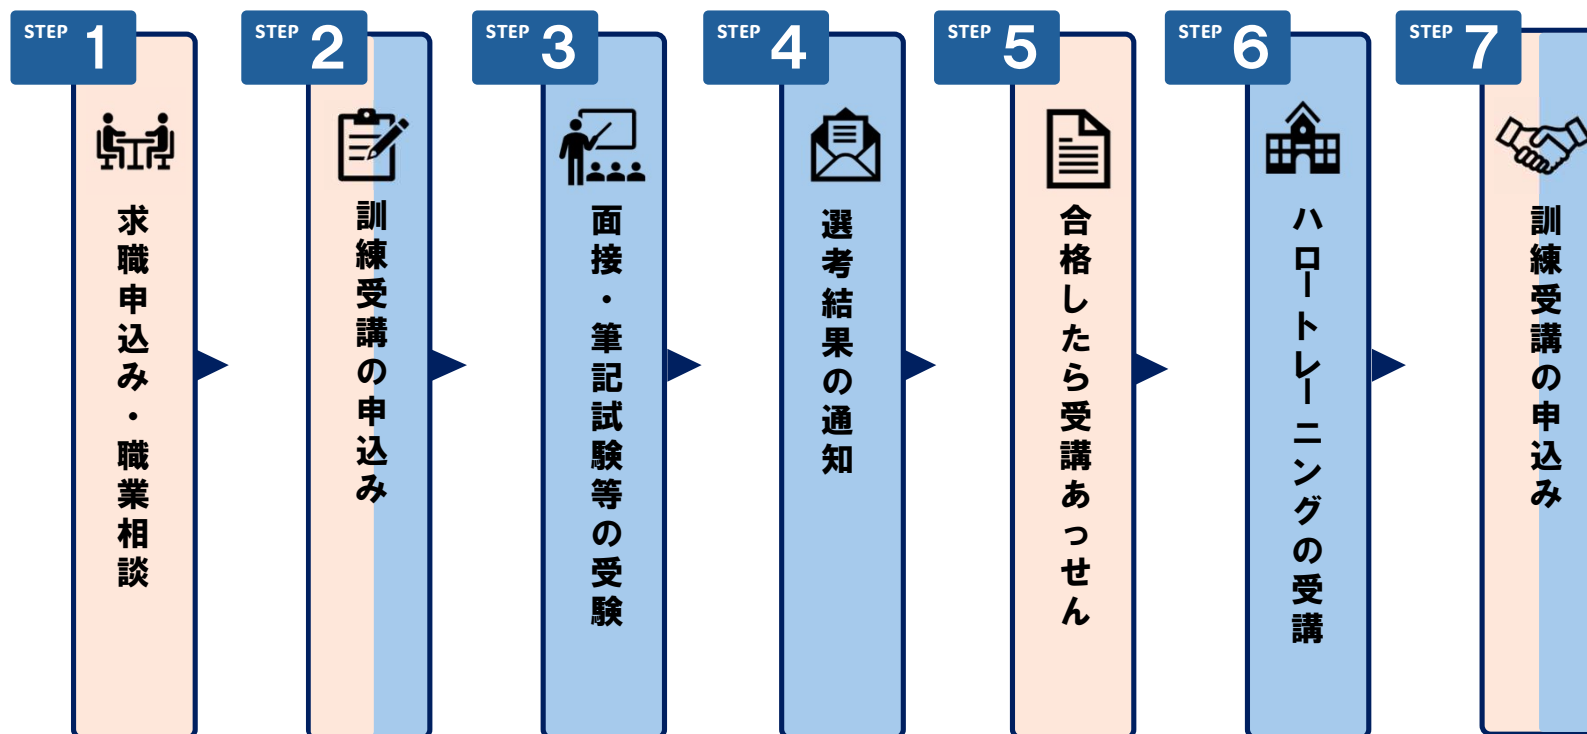 STEP 1
求職申込み・職業相談
STEP 2
訓練受講の申込み
STEP 3
面接・筆記試験等の受験
STEP 4
選考結果の通知
STEP 5
合格したら受講あっせん
STEP 6
ハロートレーニングの受講
STEP 7
訓練受講の申込み